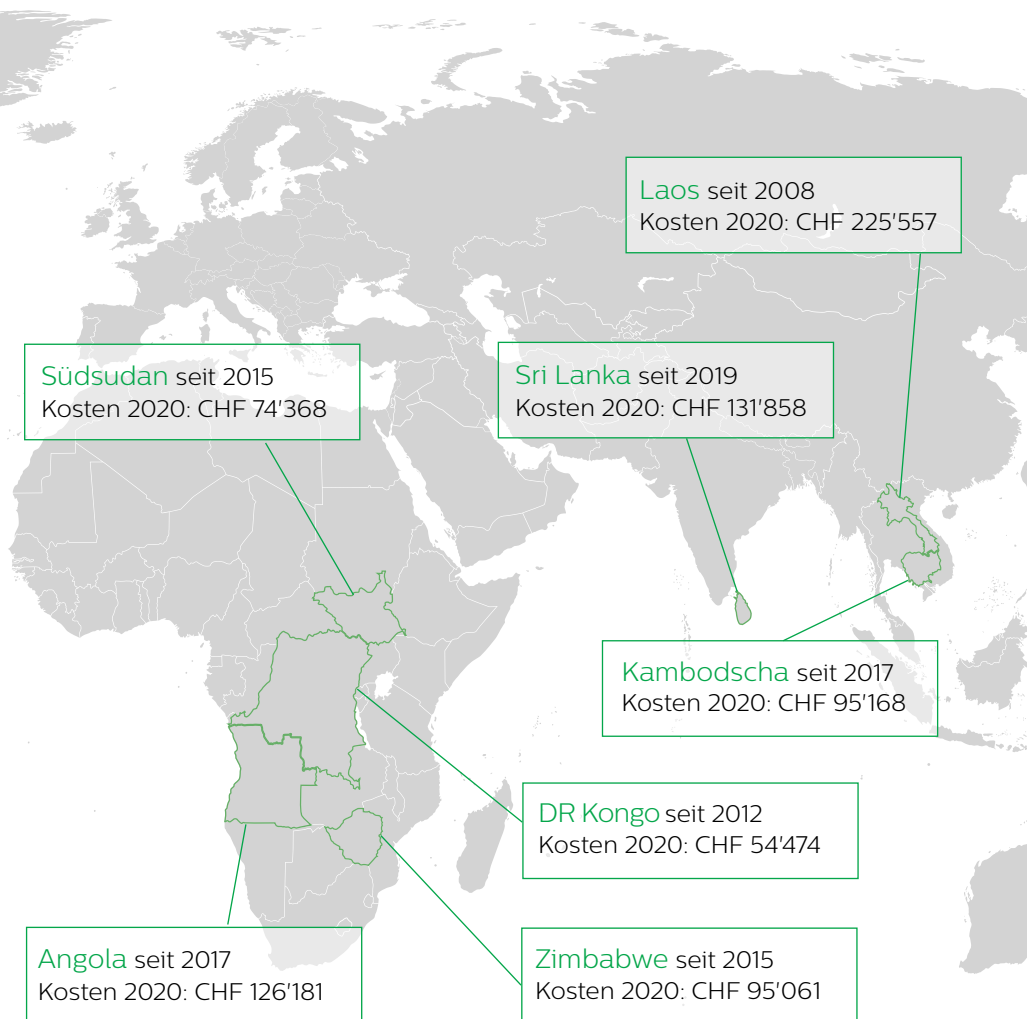 Laos seit 2008
Kosten 2020: CHF 225'557
Südsudan seit 2015
Kosten 2020: CHF 74'368
Sri Lanka seit 2019
Kosten 2020: CHF 131'858
Kambodscha seit 2017
Kosten 2020: CHF 95'168
DR Kongo seit 2012
Kosten 2020: CHF 54'474
Angola seit 2017
Kosten 2020: CHF 126'181
Zimbabwe seit 2015
Kosten 2020: CHF 95'061